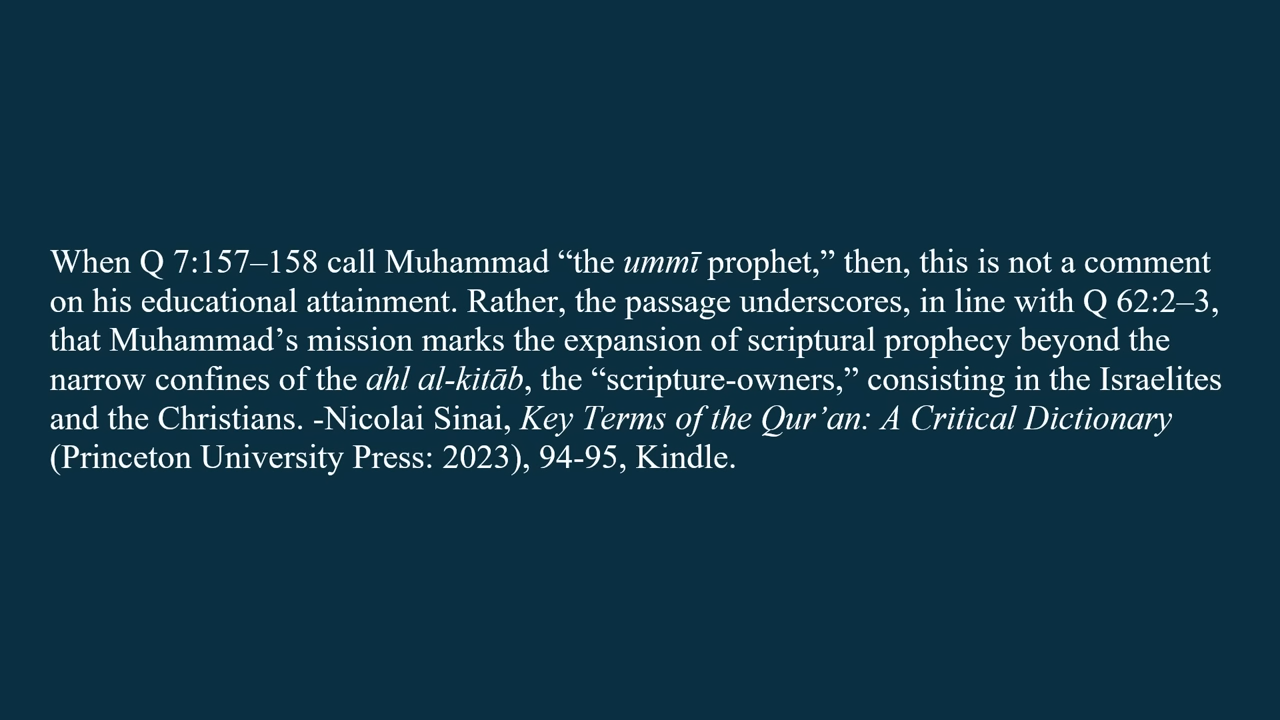 When Q 7:157–158 call Muhammad “the ummī prophet,” then, this is not a comment
on his educational attainment. Rather, the passage underscores, in line with Q 62:2–3,
that Muhammad’s mission marks the expansion of scriptural prophecy beyond the
narrow confines of the ahl al-kitāb, the “scripture-owners,” consisting in the Israelites
and the Christians. -Nicolai Sinai, Key Terms of the Qur’an: A Critical Dictionary
(Princeton University Press: 2023), 94-95, Kindle.